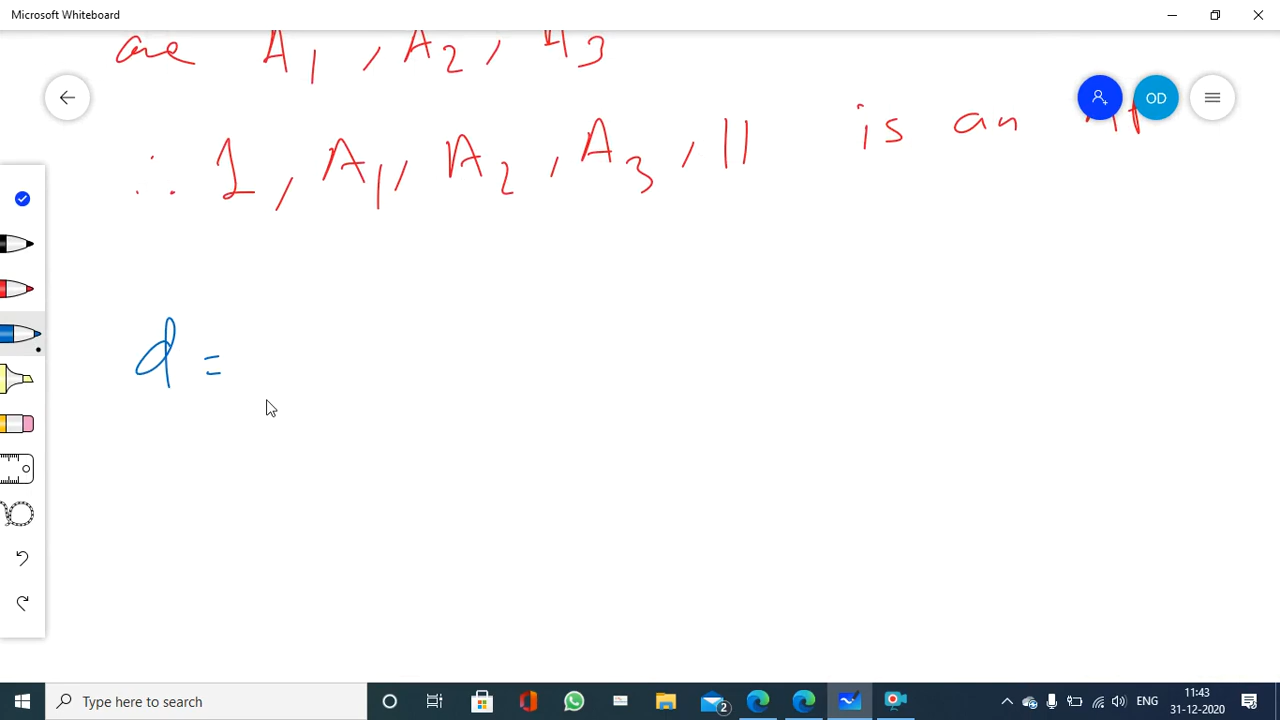 Microsoft Whiteboard
are A1, A2, A3
OD
∴ 1, A1, A2, A3, 11 is an AP
d =
Type here to search
2
ENG
11:43
31-12-2020